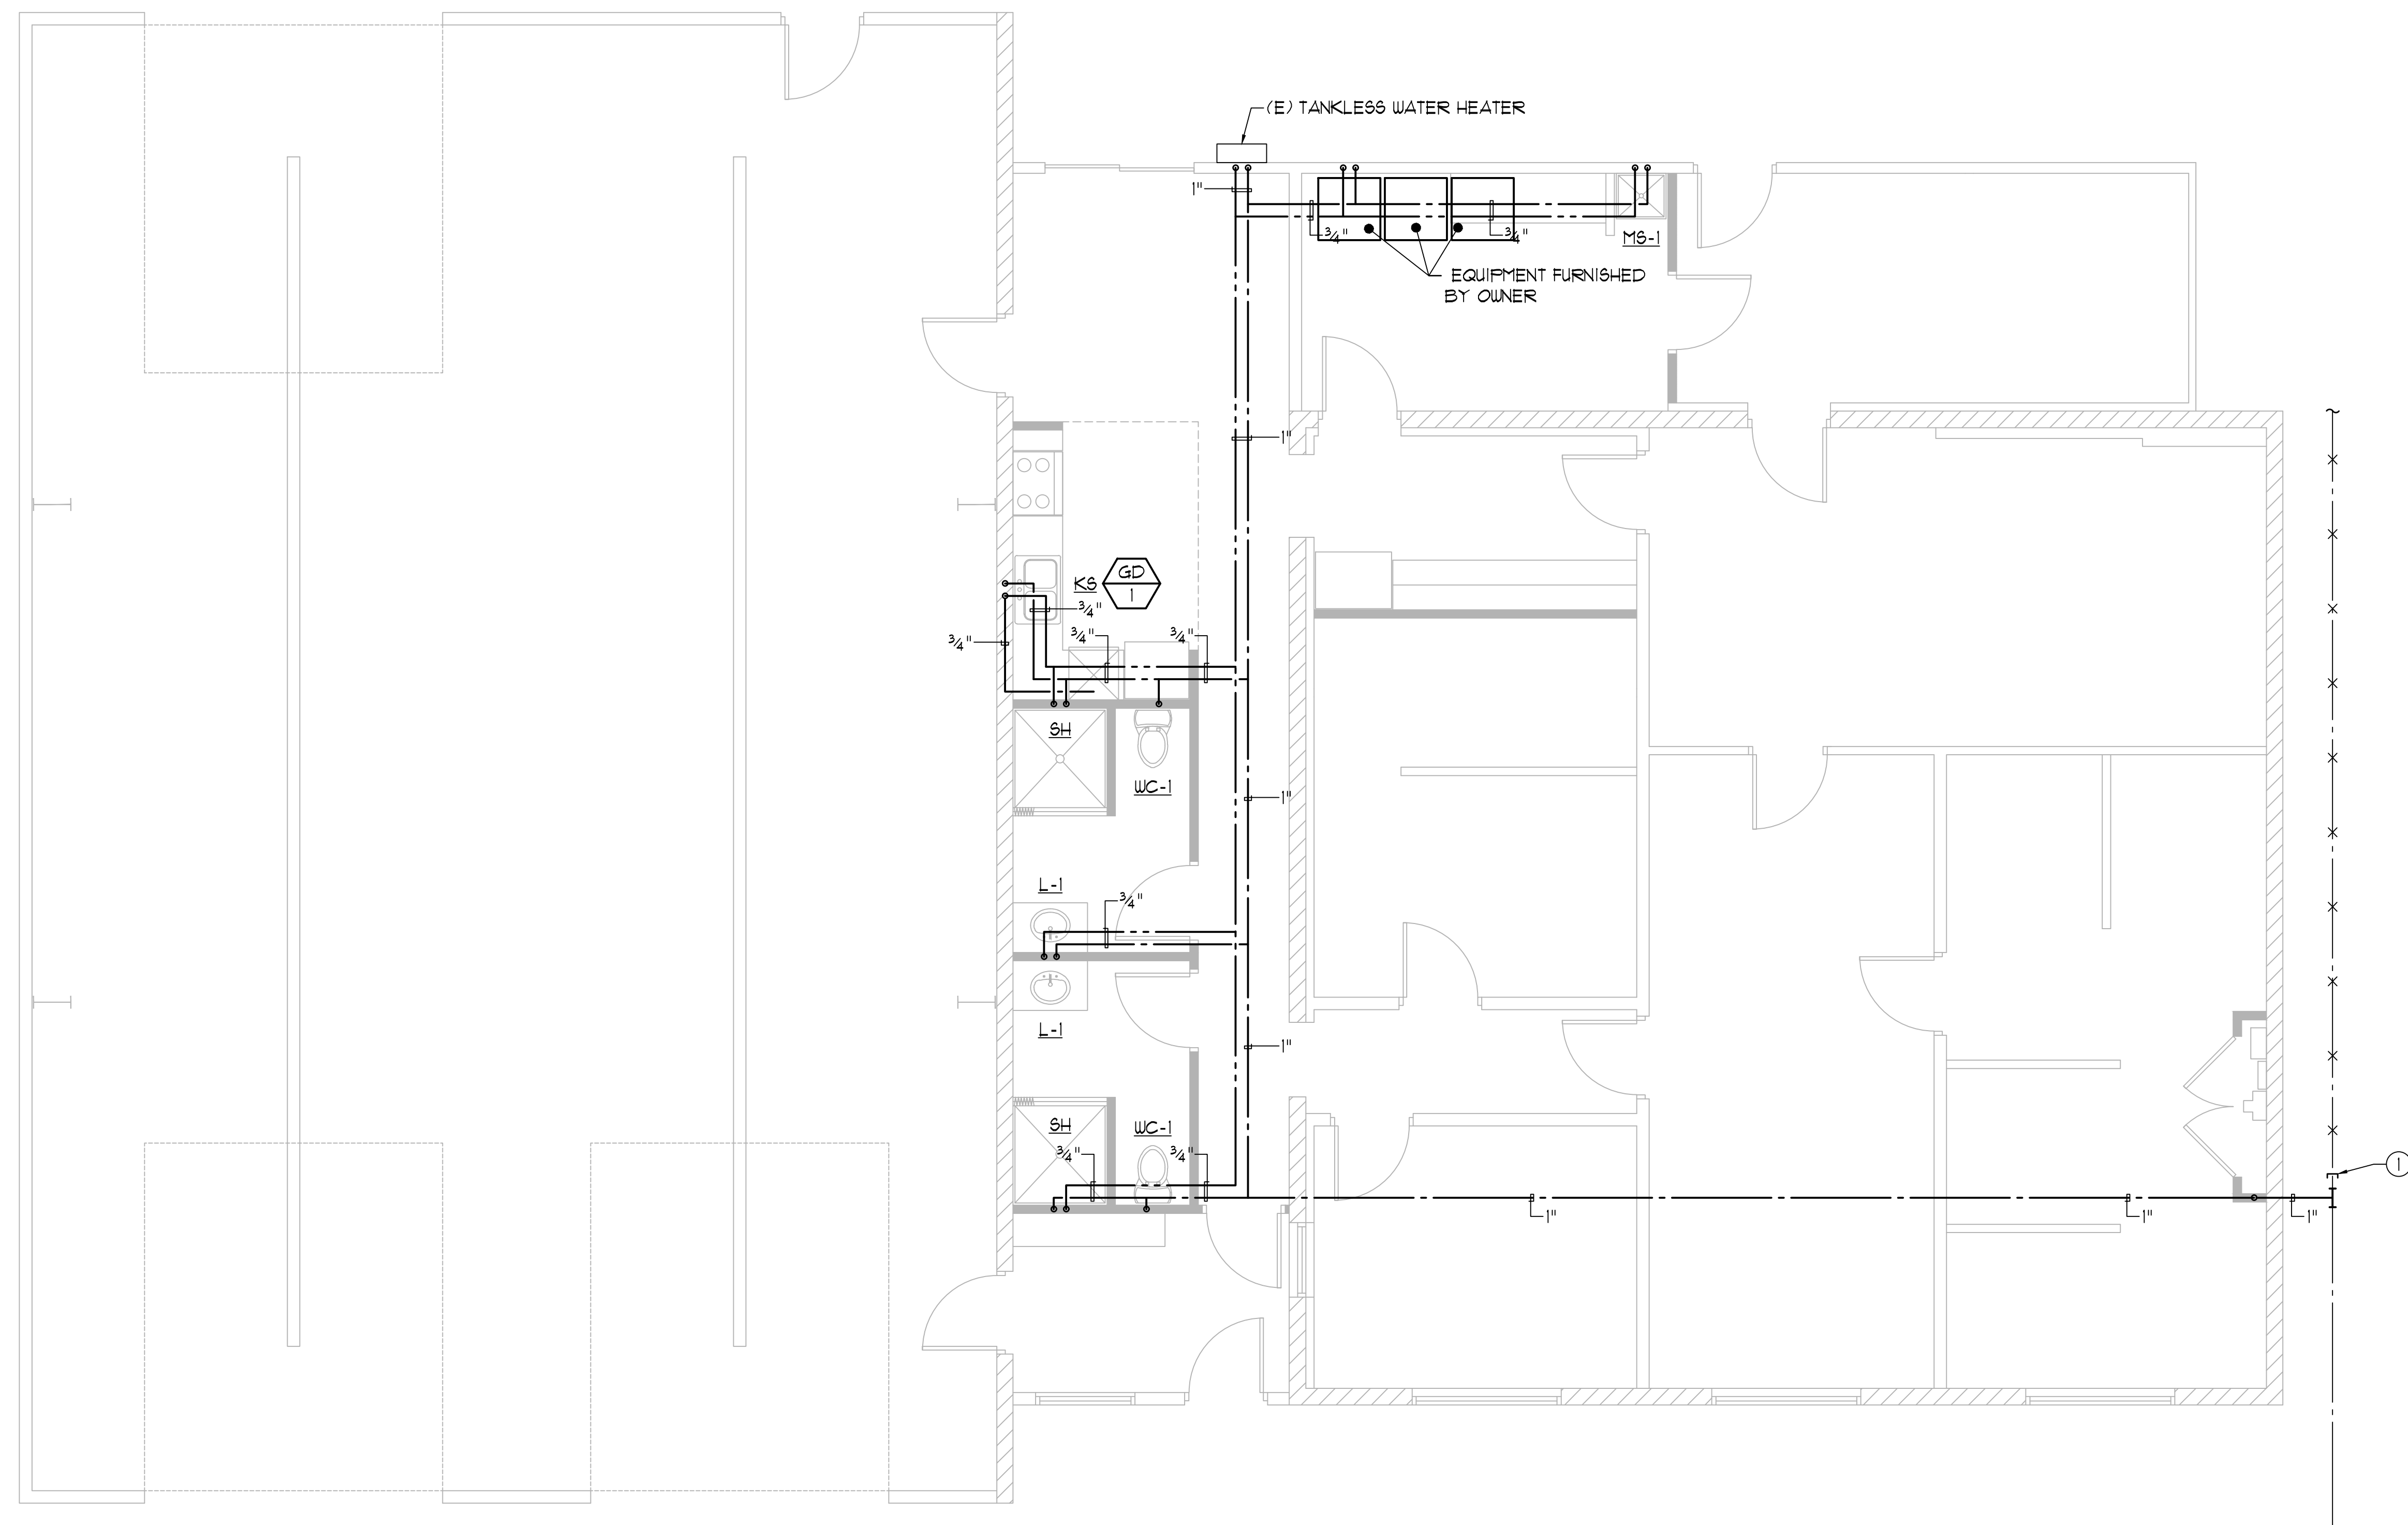 (E) TANKLESS WATER HEATER
1"
3/4"
3/4"
MS-1
EQUIPMENT FURNISHED
BY OWNER
1"
KS
GD
1
3/4"
3/4"
3/4"
3/4"
SH
WC-1
1"
L-1
3/4"
L-1
1"
SH
WC-1
3/4"
3/4"
1
1"
1"
1"